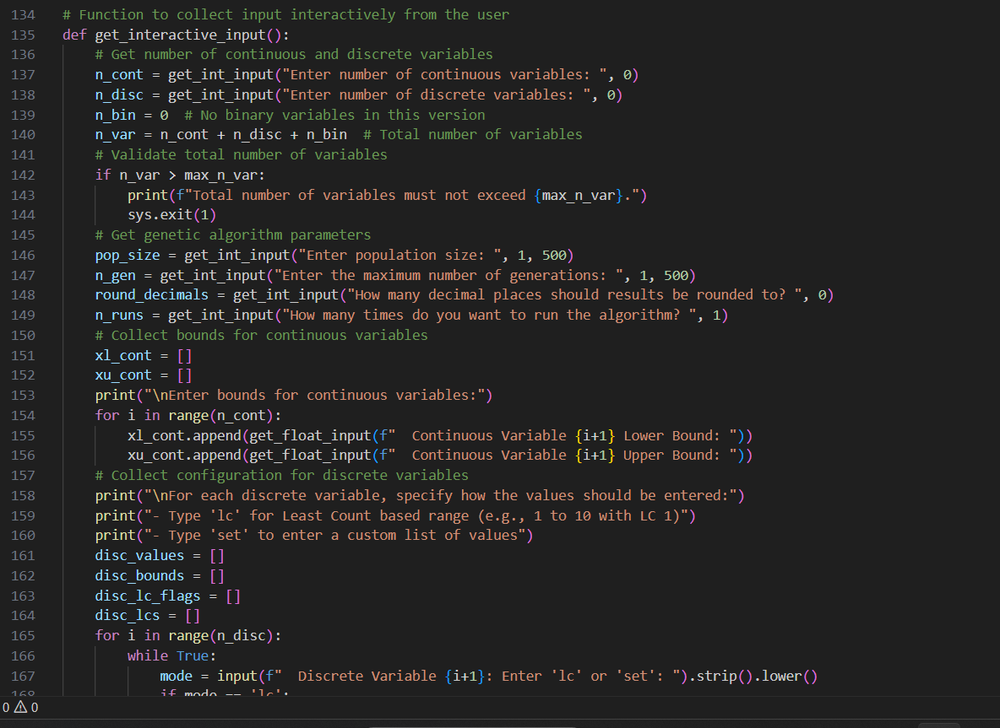 134 # Function to collect input interactively from the user
135 def get_interactive_input():
136     # Get number of continuous and discrete variables
137     n_cont = get_int_input("Enter number of continuous variables: ", 0)
138     n_disc = get_int_input("Enter number of discrete variables: ", 0)
139     n_bin = 0  # No binary variables in this version
140     n_var = n_cont + n_disc + n_bin  # Total number of variables
141     # Validate total number of variables
142     if n_var > max_n_var:
143         print(f"Total number of variables must not exceed {max_n_var}.")
144         sys.exit(1)
145     # Get genetic algorithm parameters
146     pop_size = get_int_input("Enter population size: ", 1, 500)
147     n_gen = get_int_input("Enter the maximum number of generations: ", 1, 500)
148     round_decimals = get_int_input("How many decimal places should results be rounded to? ", 0)
149     n_runs = get_int_input("How many times do you want to run the algorithm? ", 1)
150     # Collect bounds for continuous variables
151     xl_cont = []
152     xu_cont = []
153     print("\nEnter bounds for continuous variables:")
154     for i in range(n_cont):
155         xl_cont.append(get_float_input(f"  Continuous Variable {i+1} Lower Bound: "))
156         xu_cont.append(get_float_input(f"  Continuous Variable {i+1} Upper Bound: "))
157     # Collect configuration for discrete variables
158     print("\nFor each discrete variable, specify how the values should be entered:")
159     print("- Type 'lc' for Least Count based range (e.g., 1 to 10 with LC 1)")
160     print("- Type 'set' to enter a custom list of values")
161     disc_values = []
162     disc_bounds = []
163     disc_lc_flags = []
164     disc_lcs = []
165     for i in range(n_disc):
166         while True:
167             mode = input(f"  Discrete Variable {i+1}: Enter 'lc' or 'set': ").strip().lower()
168             if mode == 'lc':
0 ⚠ 0